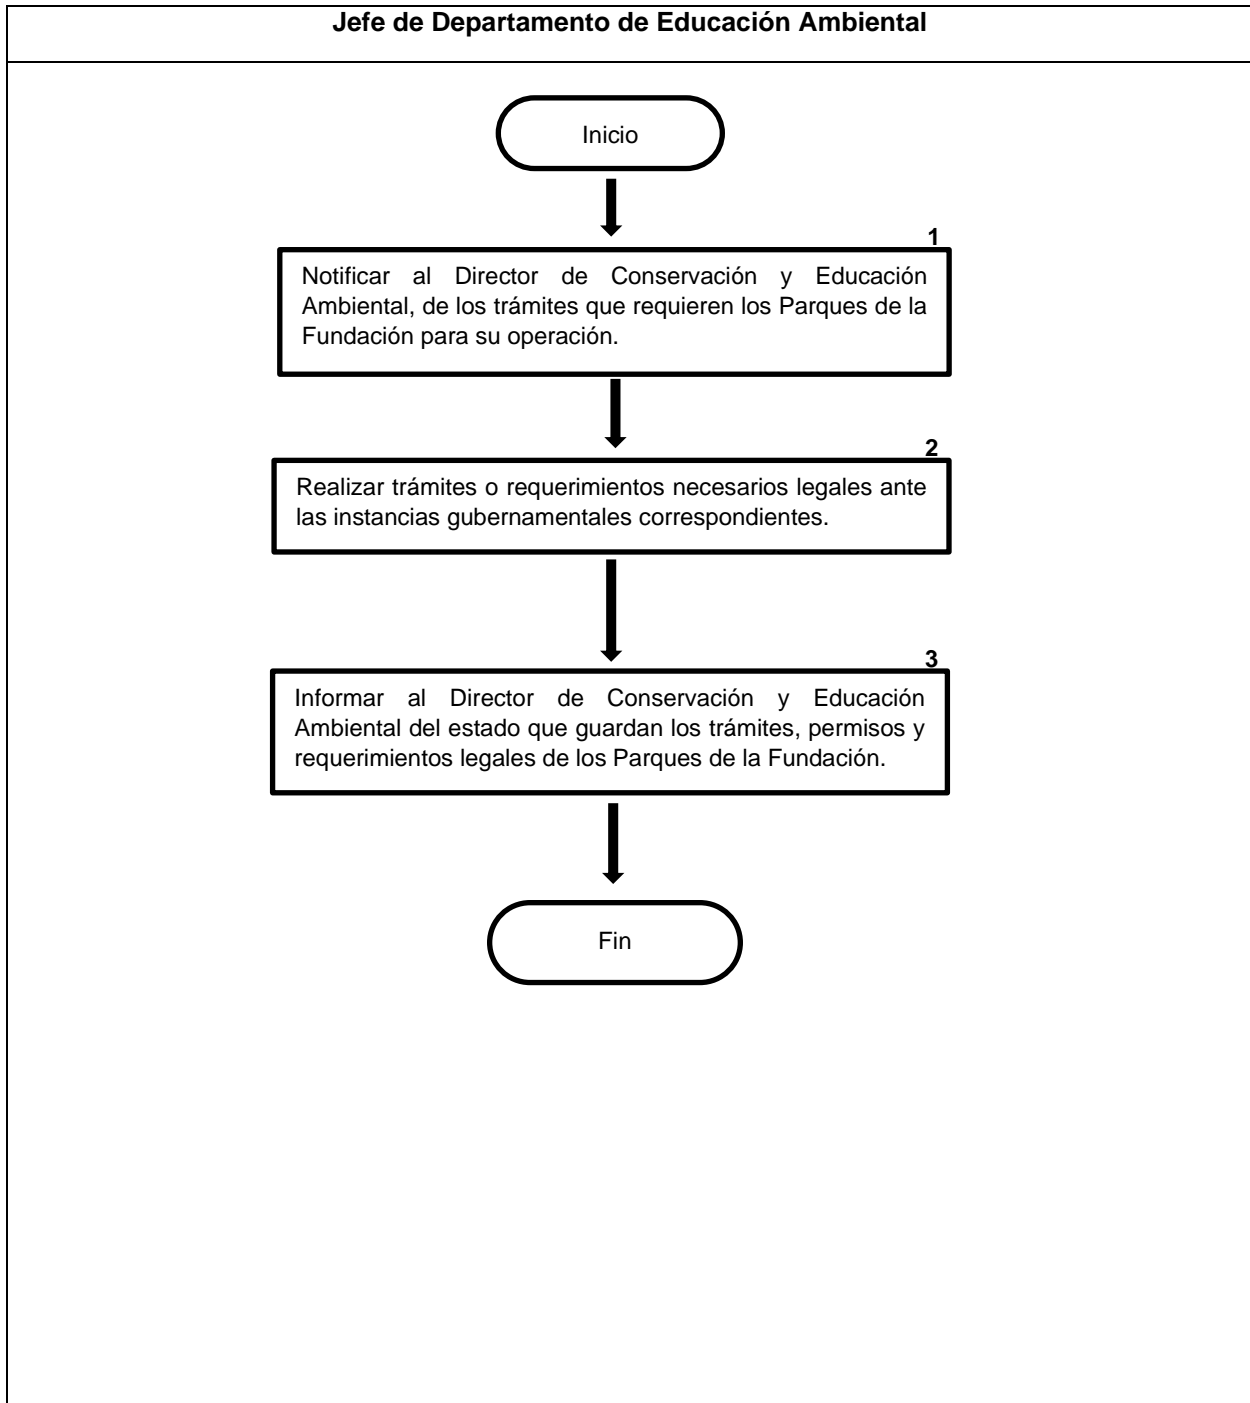 Jefe de Departamento de Educación Ambiental
Inicio
1
Notificar al Director de Conservación y Educación
Ambiental, de los trámites que requieren los Parques de la
Fundación para su operación.
2
Realizar trámites o requerimientos necesarios legales ante
las instancias gubernamentales correspondientes.
3
Informar al Director de Conservación y Educación
Ambiental del estado que guardan los trámites, permisos y
requerimientos legales de los Parques de la Fundación.
Fin